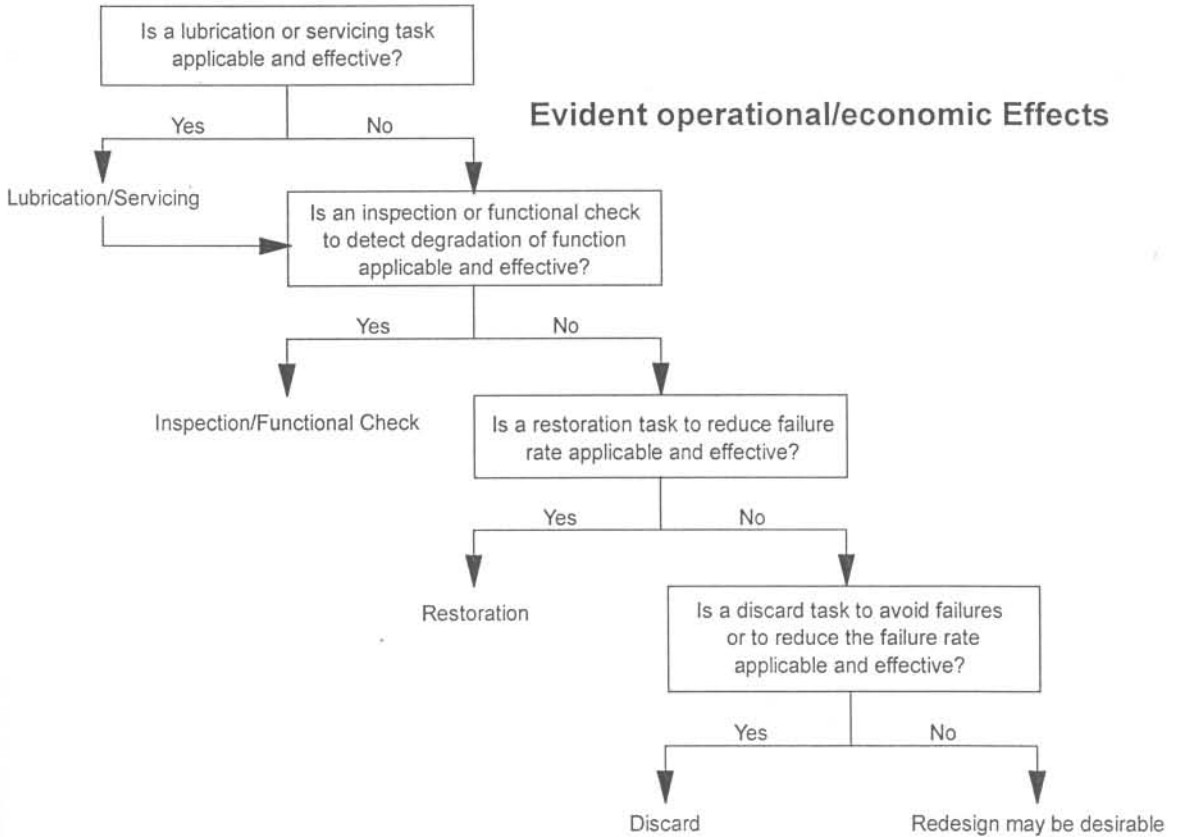 Is a lubrication or servicing task
applicable and effective?
Evident operational/economic Effects
Yes
No
Lubrication/Servicing
Is an inspection or functional check
to detect degradation of function
applicable and effective?
Yes
No
Inspection/Functional Check
Is a restoration task to reduce failure
rate applicable and effective?
Yes
No
Restoration
Is a discard task to avoid failures
or to reduce the failure rate
applicable and effective?
Yes
No
Discard
Redesign may be desirable